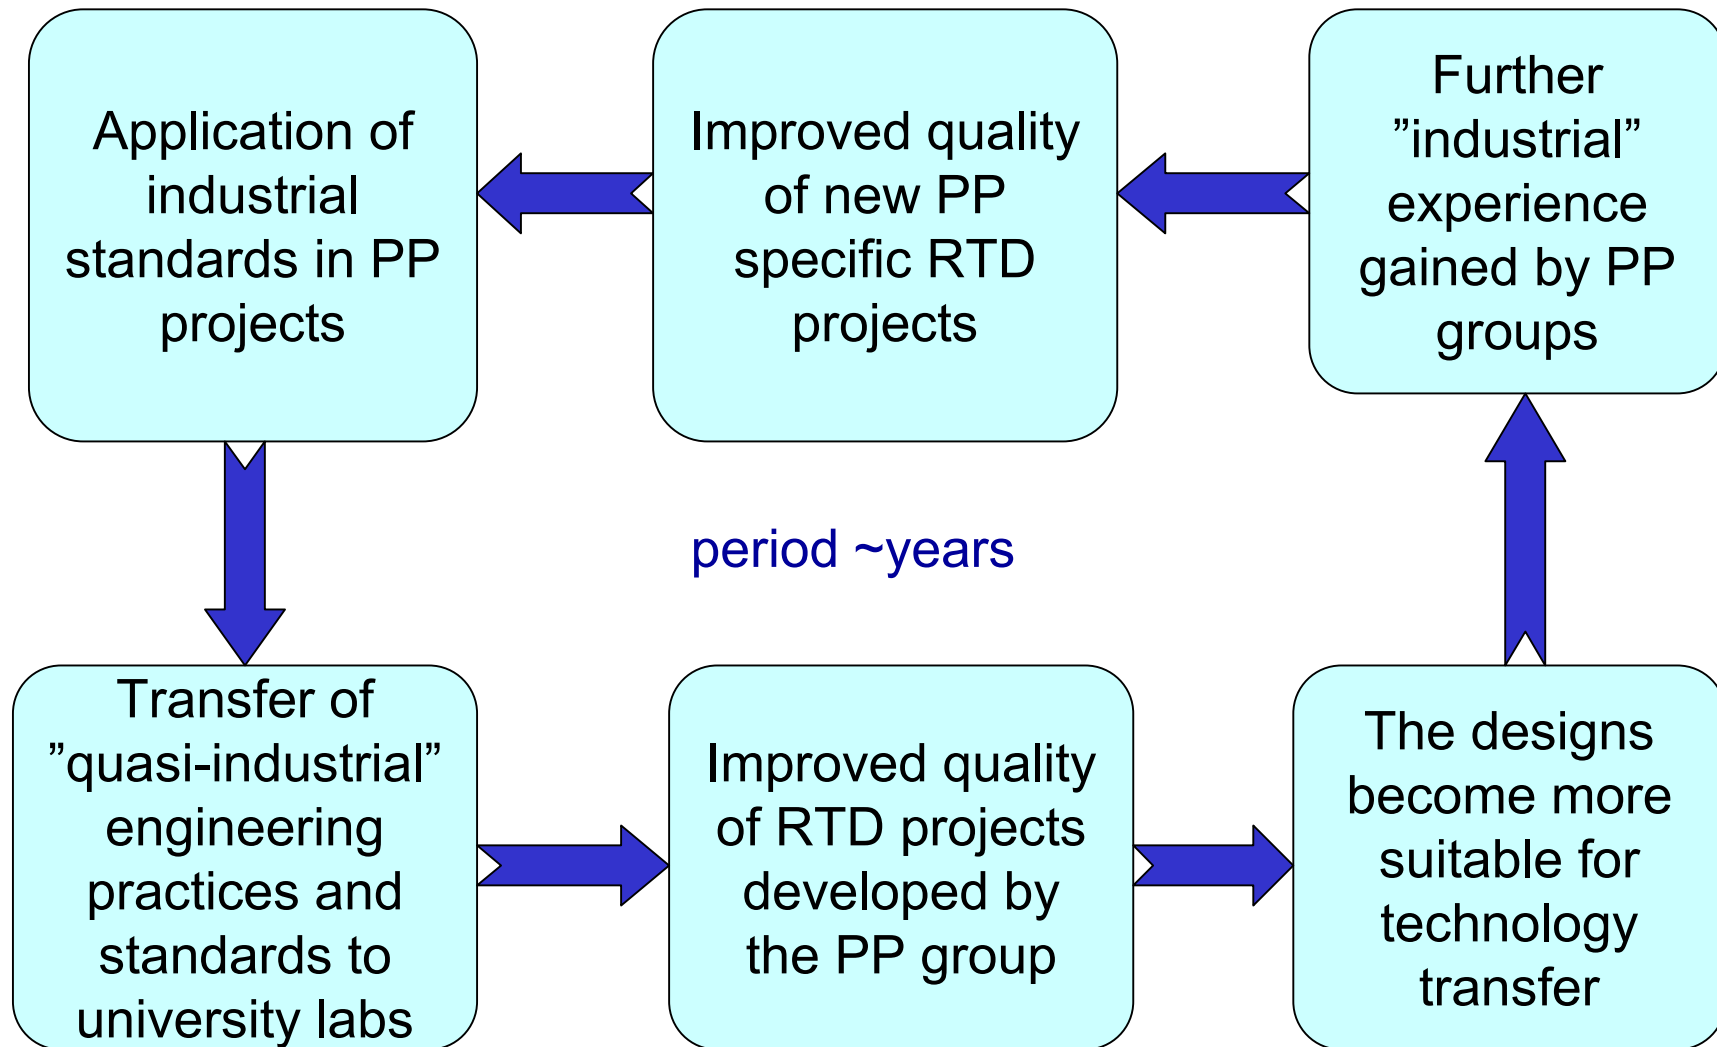 Application of
industrial
standards in PP
projects
Improved quality
of new PP
specific RTD
projects
Further
”industrial”
experience
gained by PP
groups
period ~years
Transfer of
”quasi-industrial”
engineering
practices and
standards to
university labs
Improved quality
of RTD projects
developed by
the PP group
The designs
become more
suitable for
technology
transfer